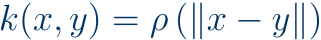 k(x, y) = ρ (‖x − y‖)